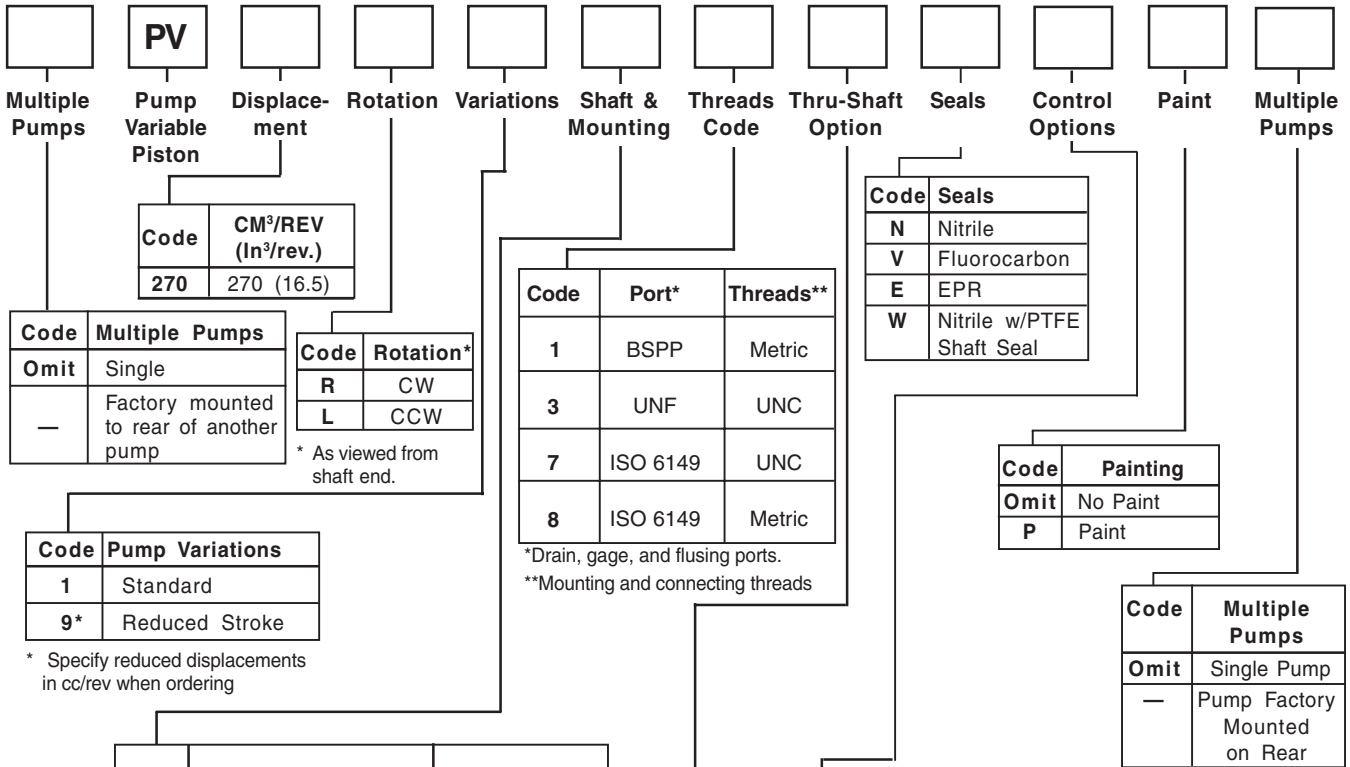 PV
Multiple Pumps
Pump Variable Piston
Displace-ment
Rotation
Variations
Shaft & Mounting
Threads Code
Thru-Shaft Option
Seals
Control Options
Paint
Multiple Pumps
Code CM³/REV (In³/rev.)
270 270 (16.5)
Code Multiple Pumps
Omit Single
— Factory mounted to rear of another pump
Code Rotation*
R CW
L CCW
* As viewed from
shaft end.
Code Pump Variations
1 Standard
9* Reduced Stroke
* Specify reduced displacements
in cc/rev when ordering
Code Port* Threads**
1 BSPP Metric
3 UNF UNC
7 ISO 6149 UNC
8 ISO 6149 Metric
*Drain, gage, and flusing ports.
**Mounting and connecting threads
Code Seals
N Nitrile
V Fluorocarbon
E EPR
W Nitrile w/PTFE Shaft Seal
Code Painting
Omit No Paint
P Paint
Code Multiple Pumps
Omit Single Pump
— Pump Factory Mounted on Rear